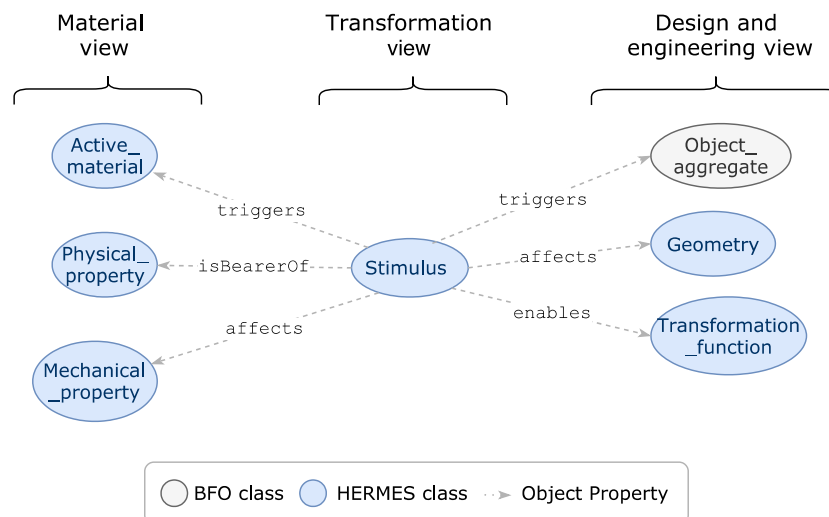 Material
view
Transformation
view
Design and
engineering view
Active_
material
Object_
aggregate
triggers
triggers
Physical_
property
isBearerOf
Stimulus
affects
Geometry
enables
affects
Transformation
_function
Mechanical
_property
BFO class
HERMES class
Object Property